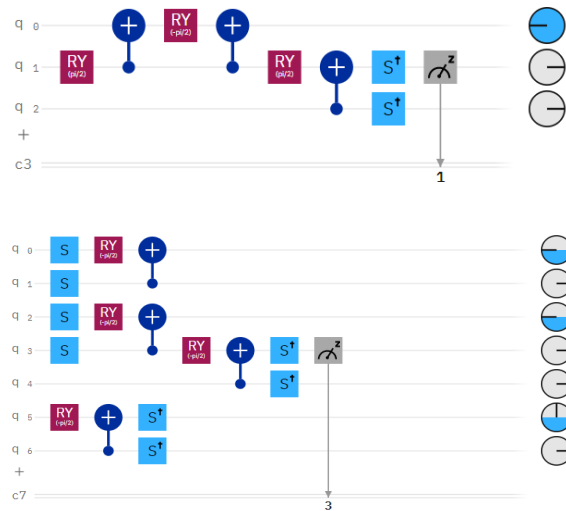 q 0 RY (-pi/2)
q 1 RY (pi/2) RY (pi/2) S† z
q 2 S†
+
c3
1
q 0 S RY (-pi/2)
q 1 S
q 2 S RY (-pi/2)
q 3 S RY (-pi/2) S† z
q 4 S†
q 5 RY (-pi/2) S†
q 6 S†
+
c7
3